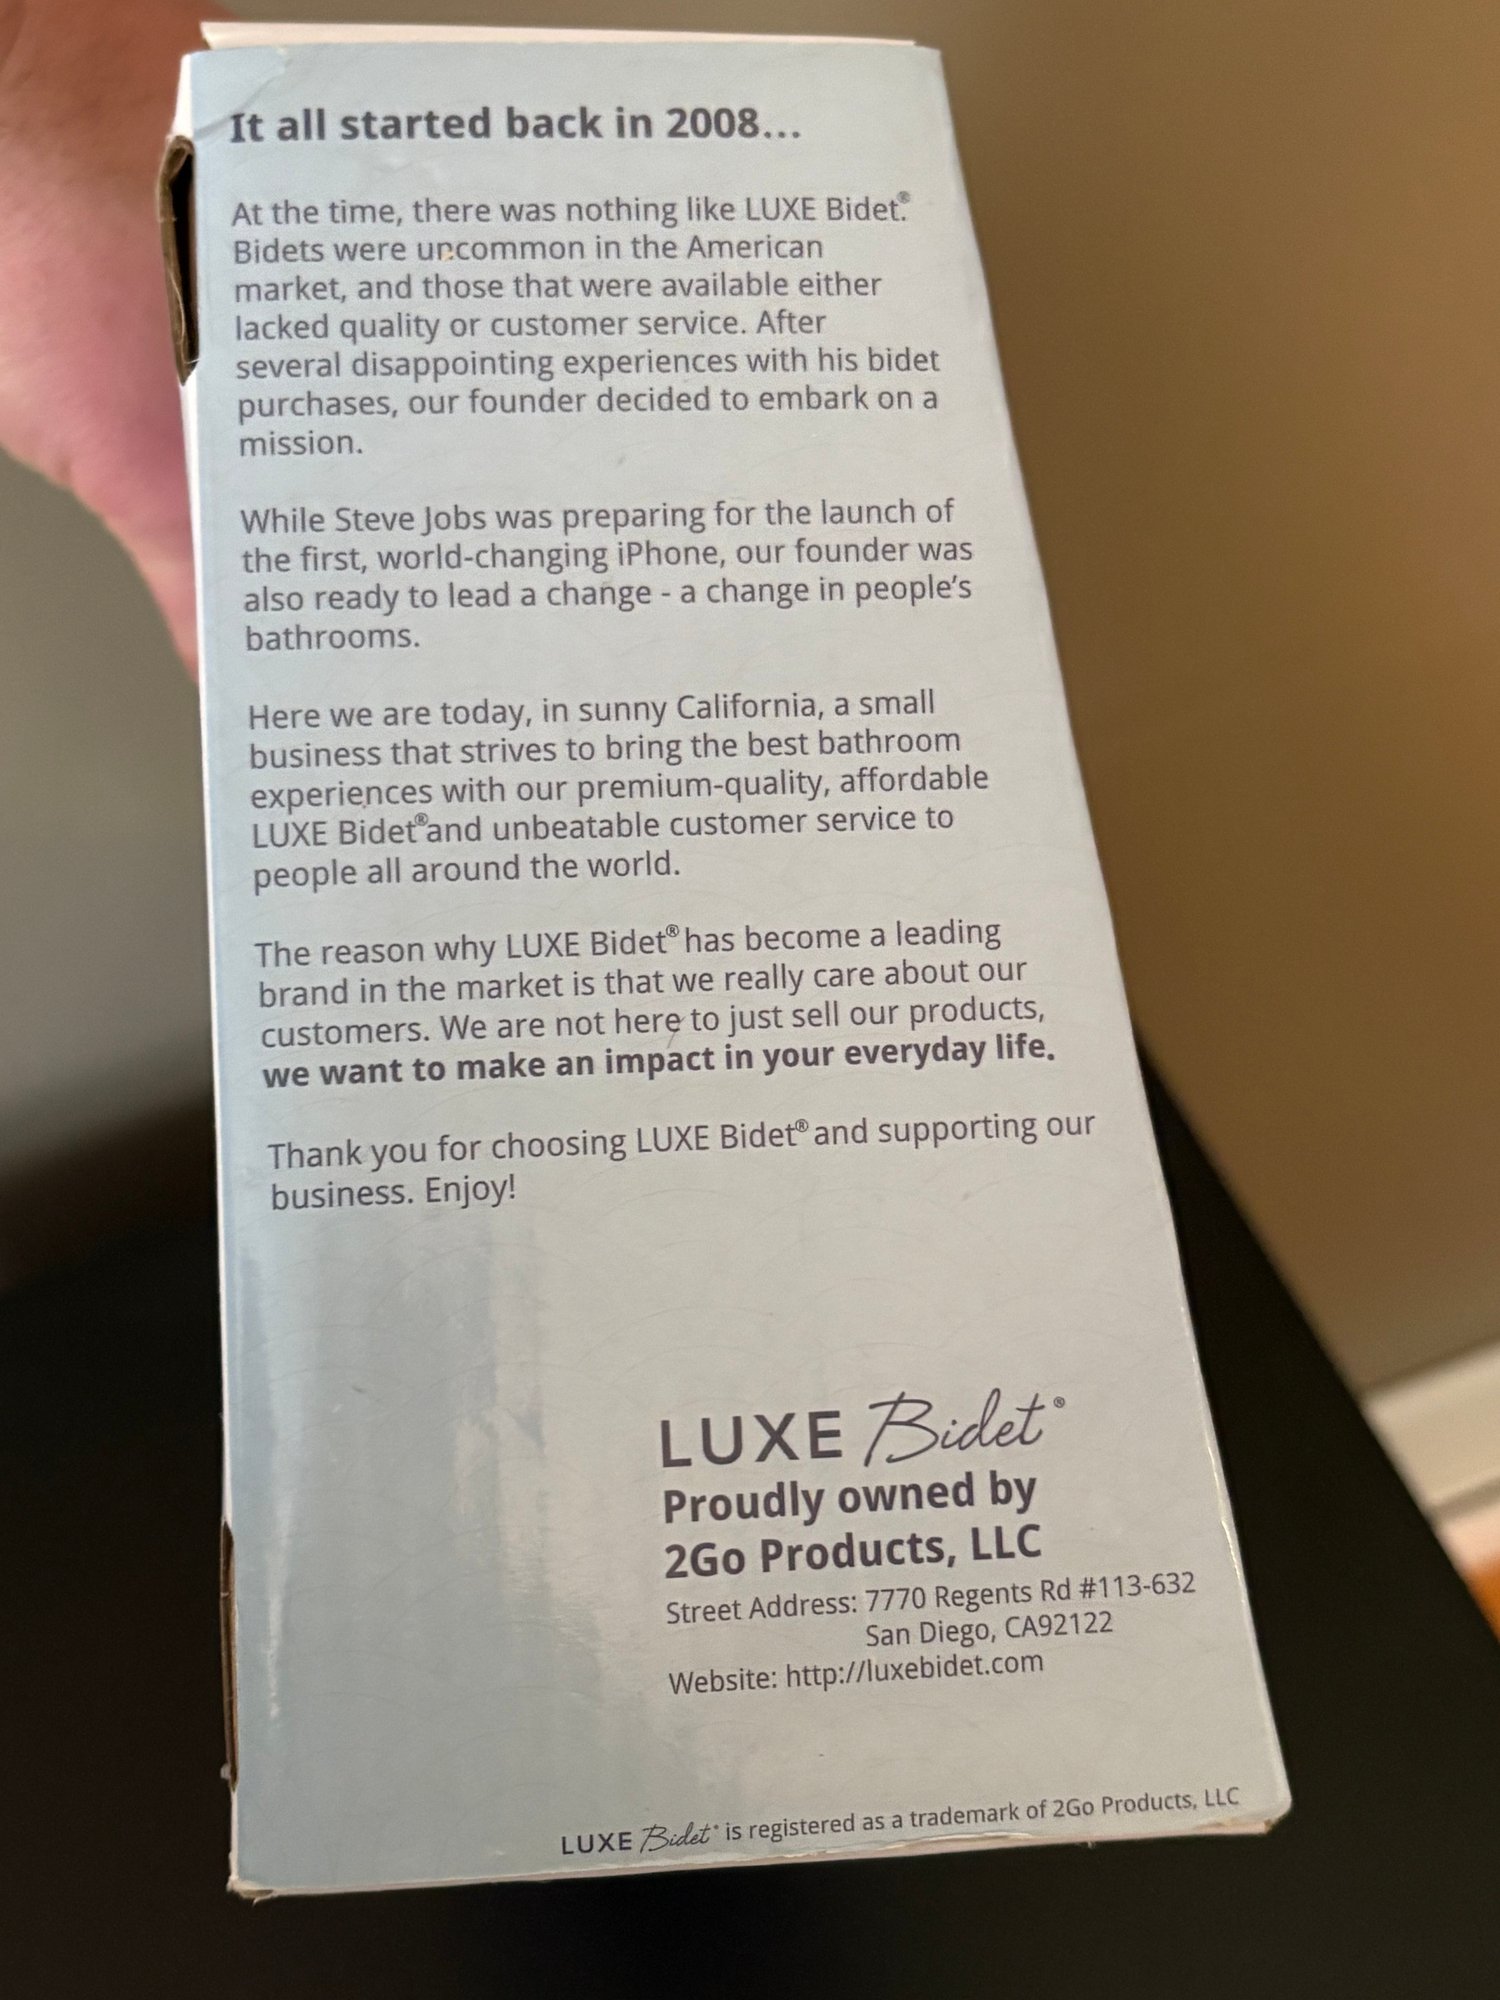 It all started back in 2008...
At the time, there was nothing like LUXE Bidet.®
Bidets were uncommon in the American
market, and those that were available either
lacked quality or customer service. After
several disappointing experiences with his bidet
purchases, our founder decided to embark on a
mission.
While Steve Jobs was preparing for the launch of
the first, world-changing iPhone, our founder was
also ready to lead a change - a change in people’s
bathrooms.
Here we are today, in sunny California, a small
business that strives to bring the best bathroom
experiences with our premium-quality, affordable
LUXE Bidet® and unbeatable customer service to
people all around the world.
The reason why LUXE Bidet® has become a leading
brand in the market is that we really care about our
customers. We are not here to just sell our products,
we want to make an impact in your everyday life.
Thank you for choosing LUXE Bidet® and supporting our
business. Enjoy!
LUXE Bidet®
Proudly owned by
2Go Products, LLC
Street Address: 7770 Regents Rd #113-632
San Diego, CA92122
Website: http://luxebidet.com
LUXE Bidet® is registered as a trademark of 2Go Products, LLC